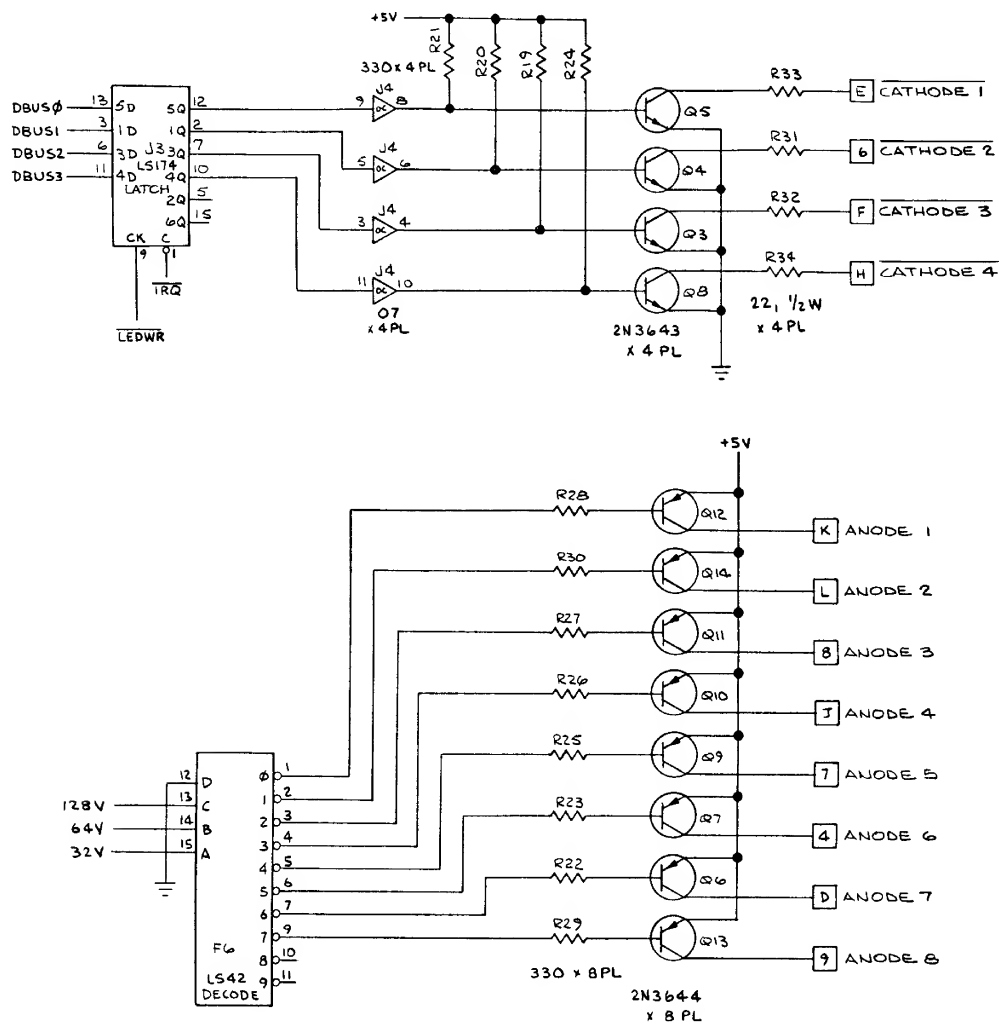 +5V
R21
R20
R19
R24
330 x 4 PL
R33
E CATHODE 1
DBUSØ 13 5D 5Q 12
9 J4 α 8
Q5
DBUS1 3 1D 1Q 2
R31
6 CATHODE 2
DBUS2 6 3D J3 3Q 7
LS174
5 J4 α 6
Q4
DBUS3 11 4D 4Q 10
LATCH
2Q 5
R32
F CATHODE 3
6Q 15
3 J4 α 4
Q3
CK C
9 1
R34
H CATHODE 4
IRQ
11 J4 α 10
Q8
LEDWR
07
x 4 PL
2N3643
x 4 PL
22, 1/2W
x 4 PL
+5V
R28
Q12
K ANODE 1
R30
Q14
L ANODE 2
R27
Q11
8 ANODE 3
R26
Q10
J ANODE 4
R25
Q9
7 ANODE 5
12 D Ø 1
128V 13 C 1 2
R23
Q7
4 ANODE 6
64V 14 B 2 3
32V 15 A 3 4
4 5
R22
Q6
D ANODE 7
5 6
6 7
7 9
R29
Q13
9 ANODE 8
F6
8 10
LS42
9 11
DECODE
330 x 8PL
2N3644
x 8 PL